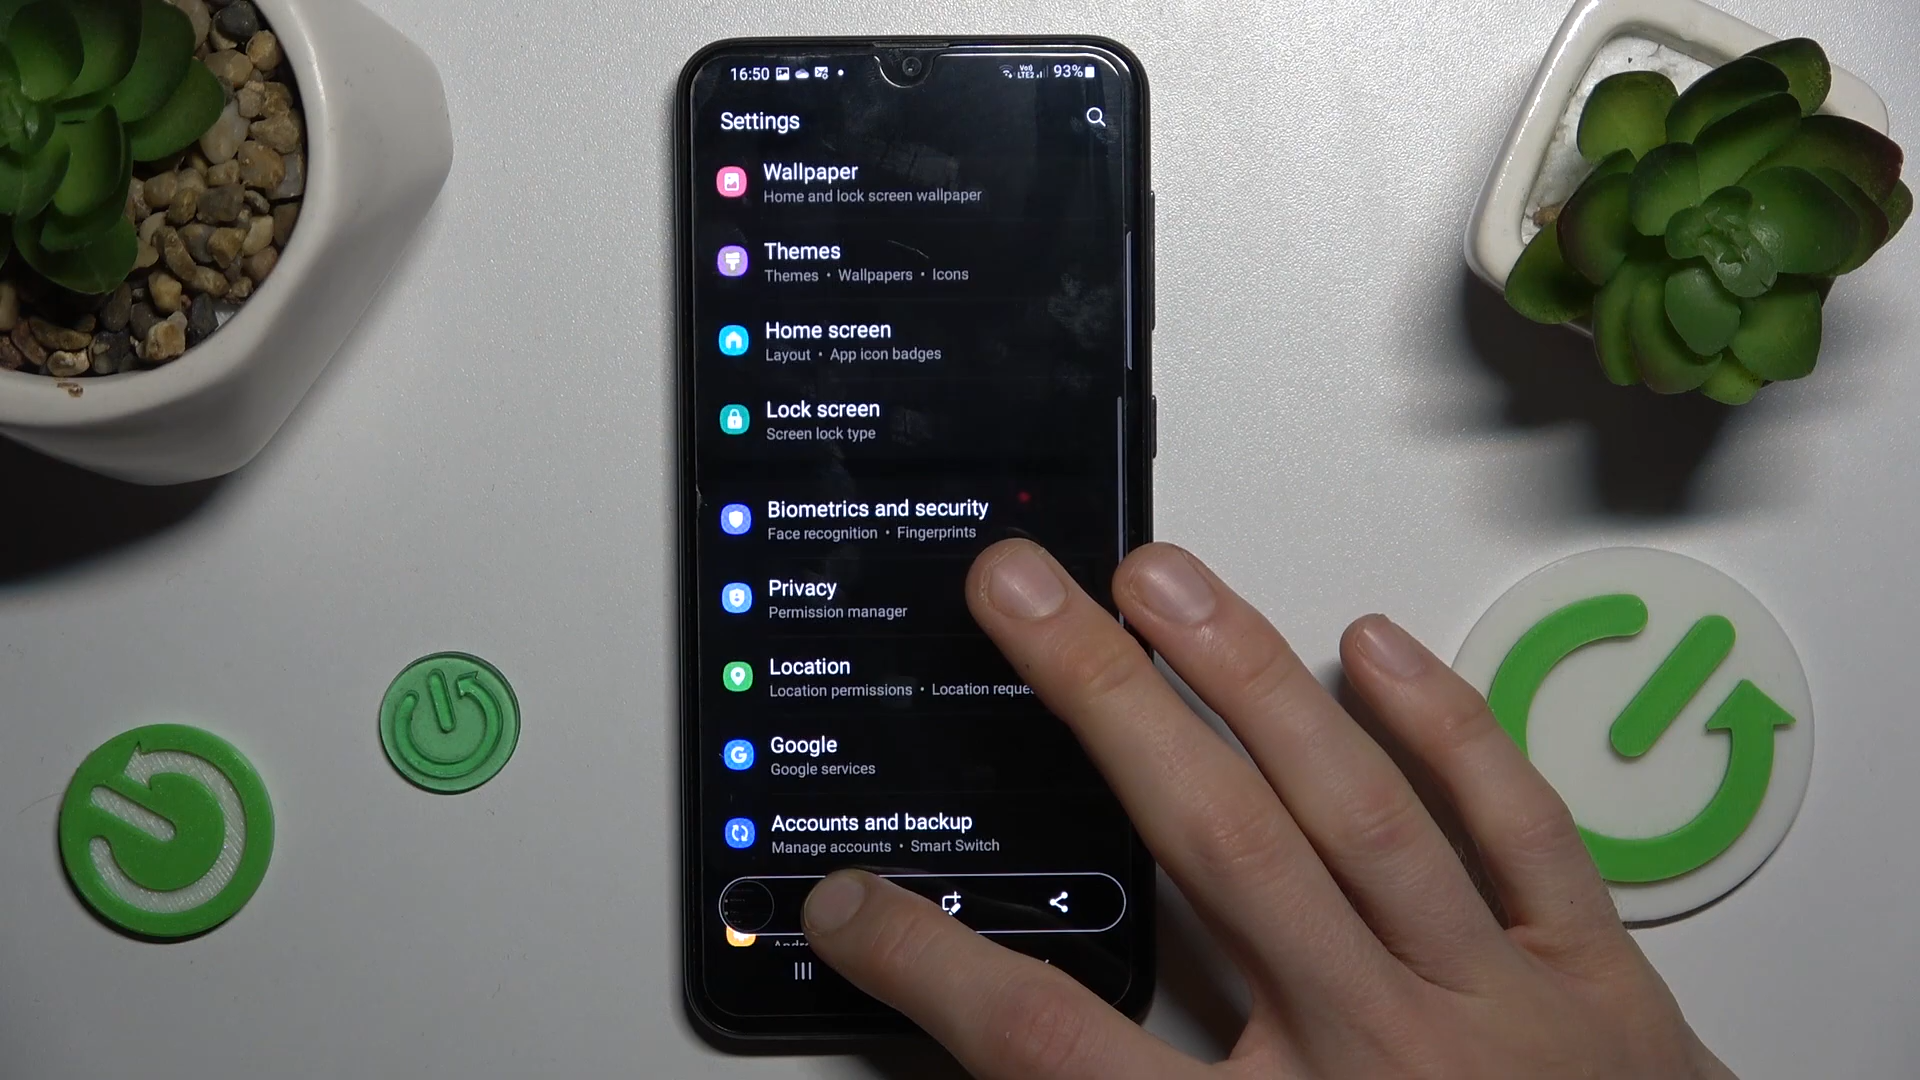 16:50 93%
Settings
Wallpaper
Home and lock screen wallpaper
Themes
Themes • Wallpapers • Icons
Home screen
Layout • App icon badges
Lock screen
Screen lock type
Biometrics and security
Face recognition • Fingerprints
Privacy
Permission manager
Location
Location permissions • Location reque
Google
Google services
Accounts and backup
Manage accounts • Smart Switch